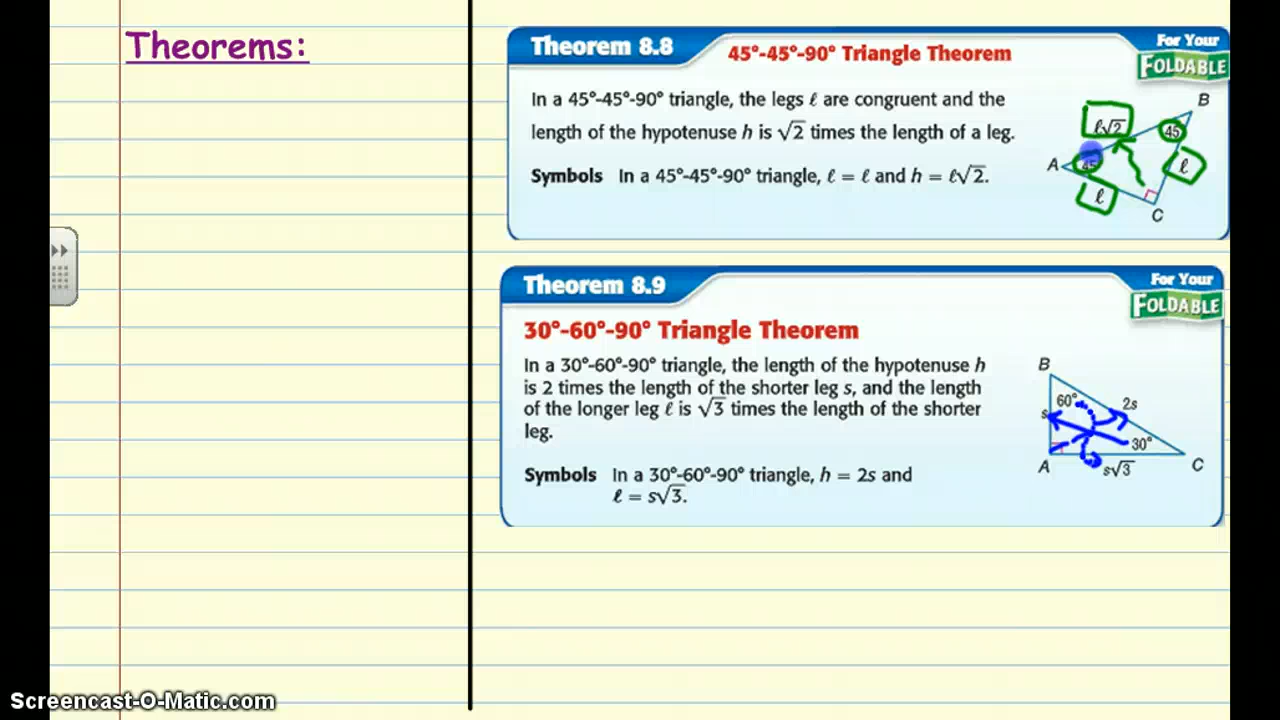 Theorems:
Theorem 8.8
45°-45°-90° Triangle Theorem
For Your
FOLDABLE
In a 45°-45°-90° triangle, the legs ℓ are congruent and the
length of the hypotenuse h is √2 times the length of a leg.
Symbols In a 45°-45°-90° triangle, ℓ = ℓ and h = ℓ√2.
B
ℓ√2
45
A
45
ℓ
ℓ
C
Theorem 8.9
For Your
FOLDABLE
30°-60°-90° Triangle Theorem
In a 30°-60°-90° triangle, the length of the hypotenuse h
is 2 times the length of the shorter leg s, and the length
of the longer leg ℓ is √3 times the length of the shorter
leg.
Symbols In a 30°-60°-90° triangle, h = 2s and
ℓ = s√3.
B
60°
2s
s
30°
A
s√3
C
Screencast-O-Matic.com